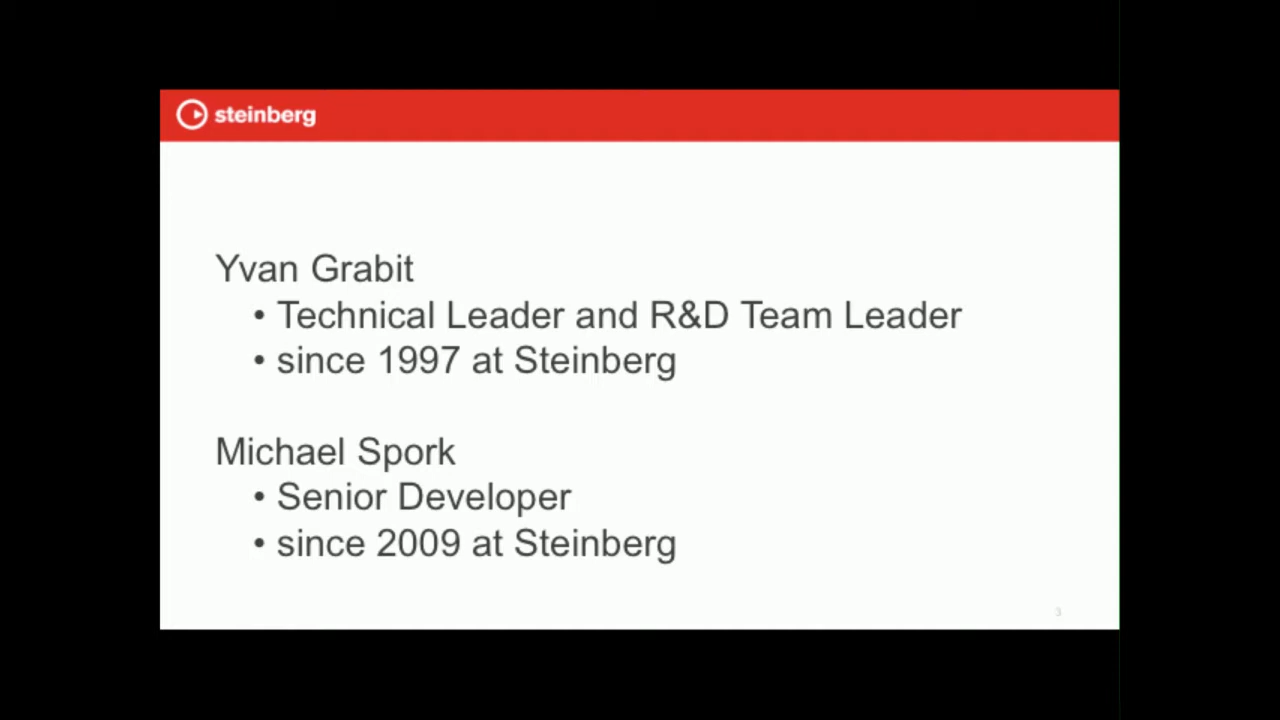 steinberg
Yvan Grabit
• Technical Leader and R&D Team Leader
• since 1997 at Steinberg
Michael Spork
• Senior Developer
• since 2009 at Steinberg
3